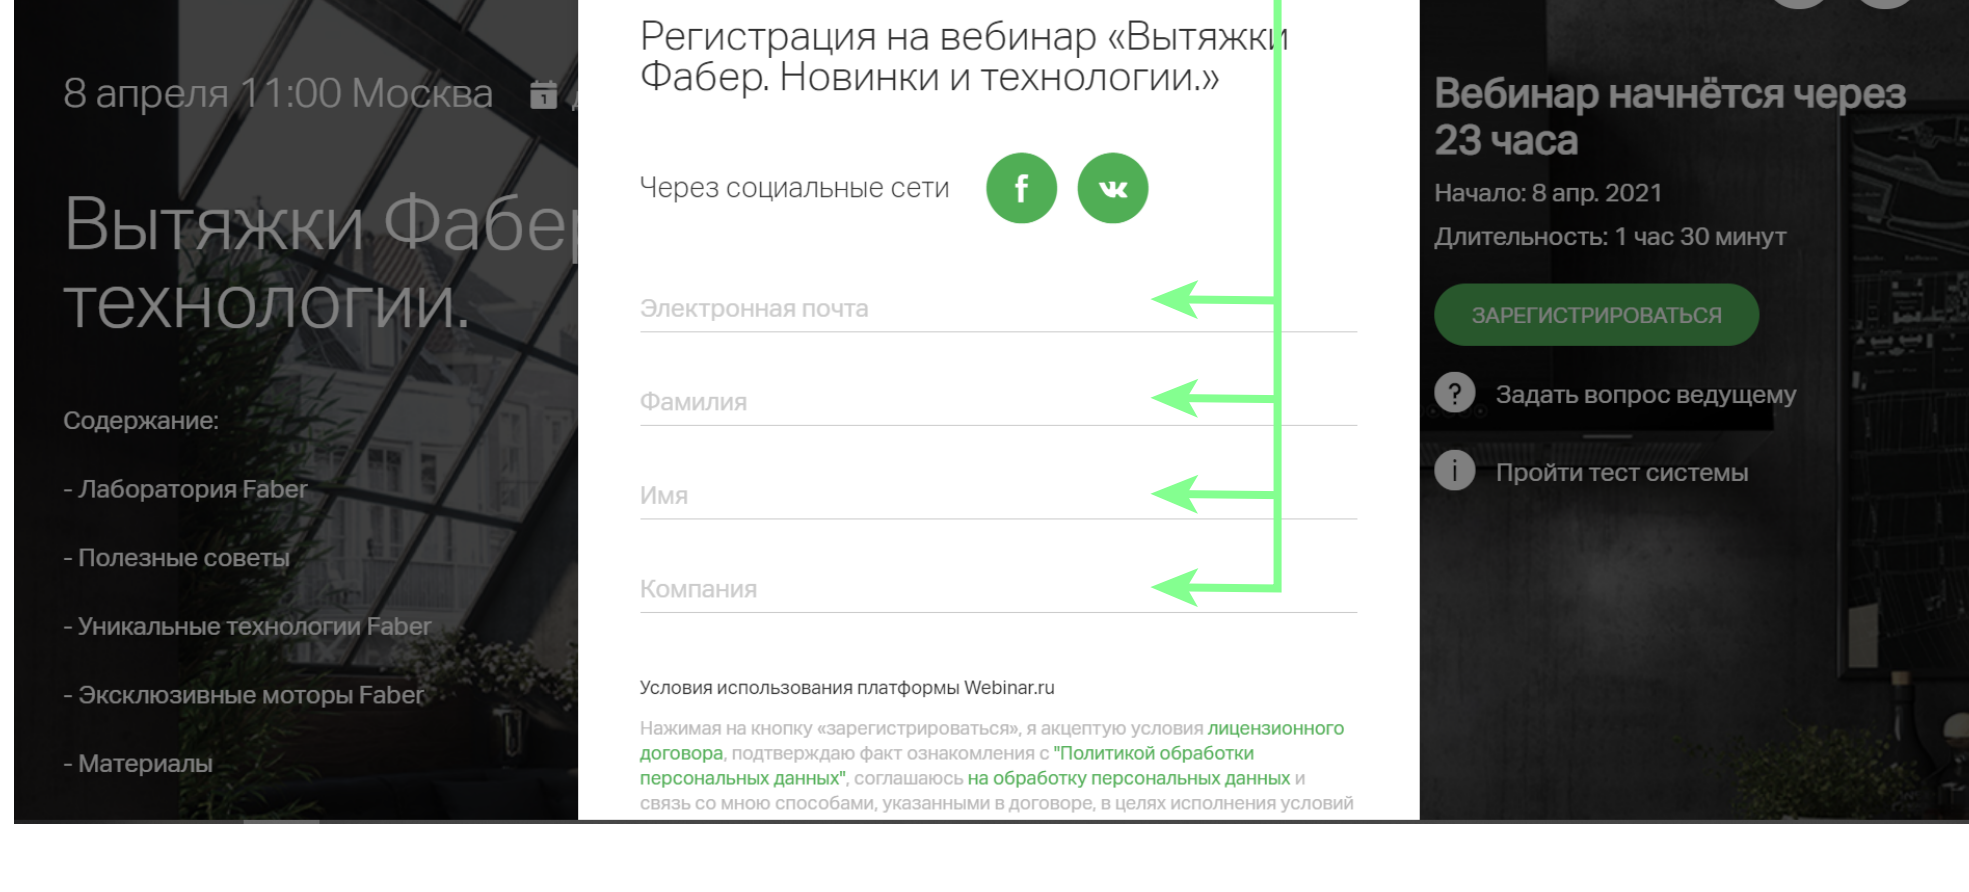 8 апреля 11:00 Москва
Вытяжки Фабер
технологии.
Содержание:
- Лаборатория Faber
- Полезные советы
- Уникальные технологии Faber
- Эксклюзивные моторы Faber
- Материалы
Регистрация на вебинар «Вытяжки
Фабер. Новинки и технологии.»
Через социальные сети
Электронная почта
Фамилия
Имя
Компания
Условия использования платформы Webinar.ru
Нажимая на кнопку «зарегистрироваться», я акцептую условия лицензионного
договора, подтверждаю факт ознакомления с "Политикой обработки
персональных данных", соглашаюсь на обработку персональных данных и
связь со мною способами, указанными в договоре, в целях исполнения условий
Вебинар начнётся через
23 часа
Начало: 8 апр. 2021
Длительность: 1 час 30 минут
ЗАРЕГИСТРИРОВАТЬСЯ
? Задать вопрос ведущему
i Пройти тест системы